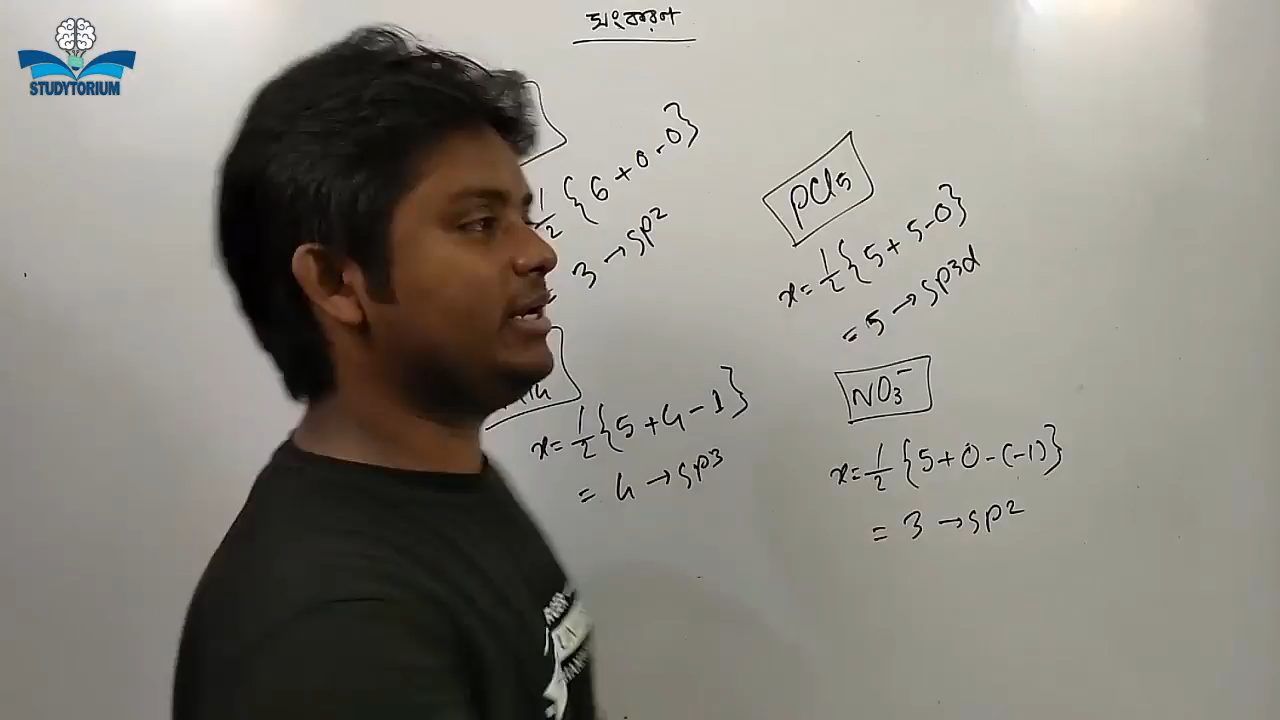 STUDYTORIUM
সংকরণ
1/2 {6+0-0}
3 → sp²
x = 1/2 {5+4-1}
= 4 → sp³
PCl₅
x = 1/2 {5+5-0}
= 5 → sp³d
NO₃⁻
x = 1/2 {5+0-(-1)}
= 3 → sp²